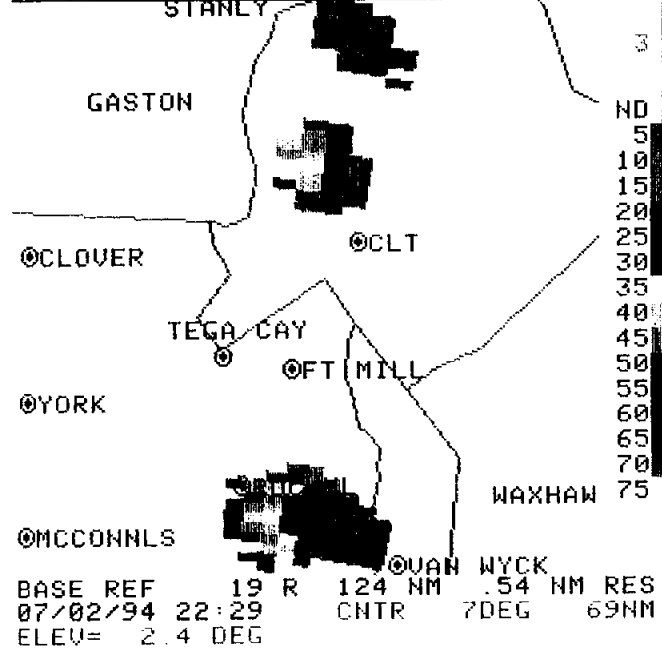 STANLY
3
GASTON
ND
5
10
15
20
CLT
25
CLOVER
30
35
40
TEGA CAY
45
50
FT MILL
55
YORK
60
65
70
WAXHAW 75
MCCONNLS
VAN WYCK
BASE REF 19 R 124 NM .54 NM RES
07/02/94 22:29 CNTR 7DEG 69NM
ELEV= 2.4 DEG